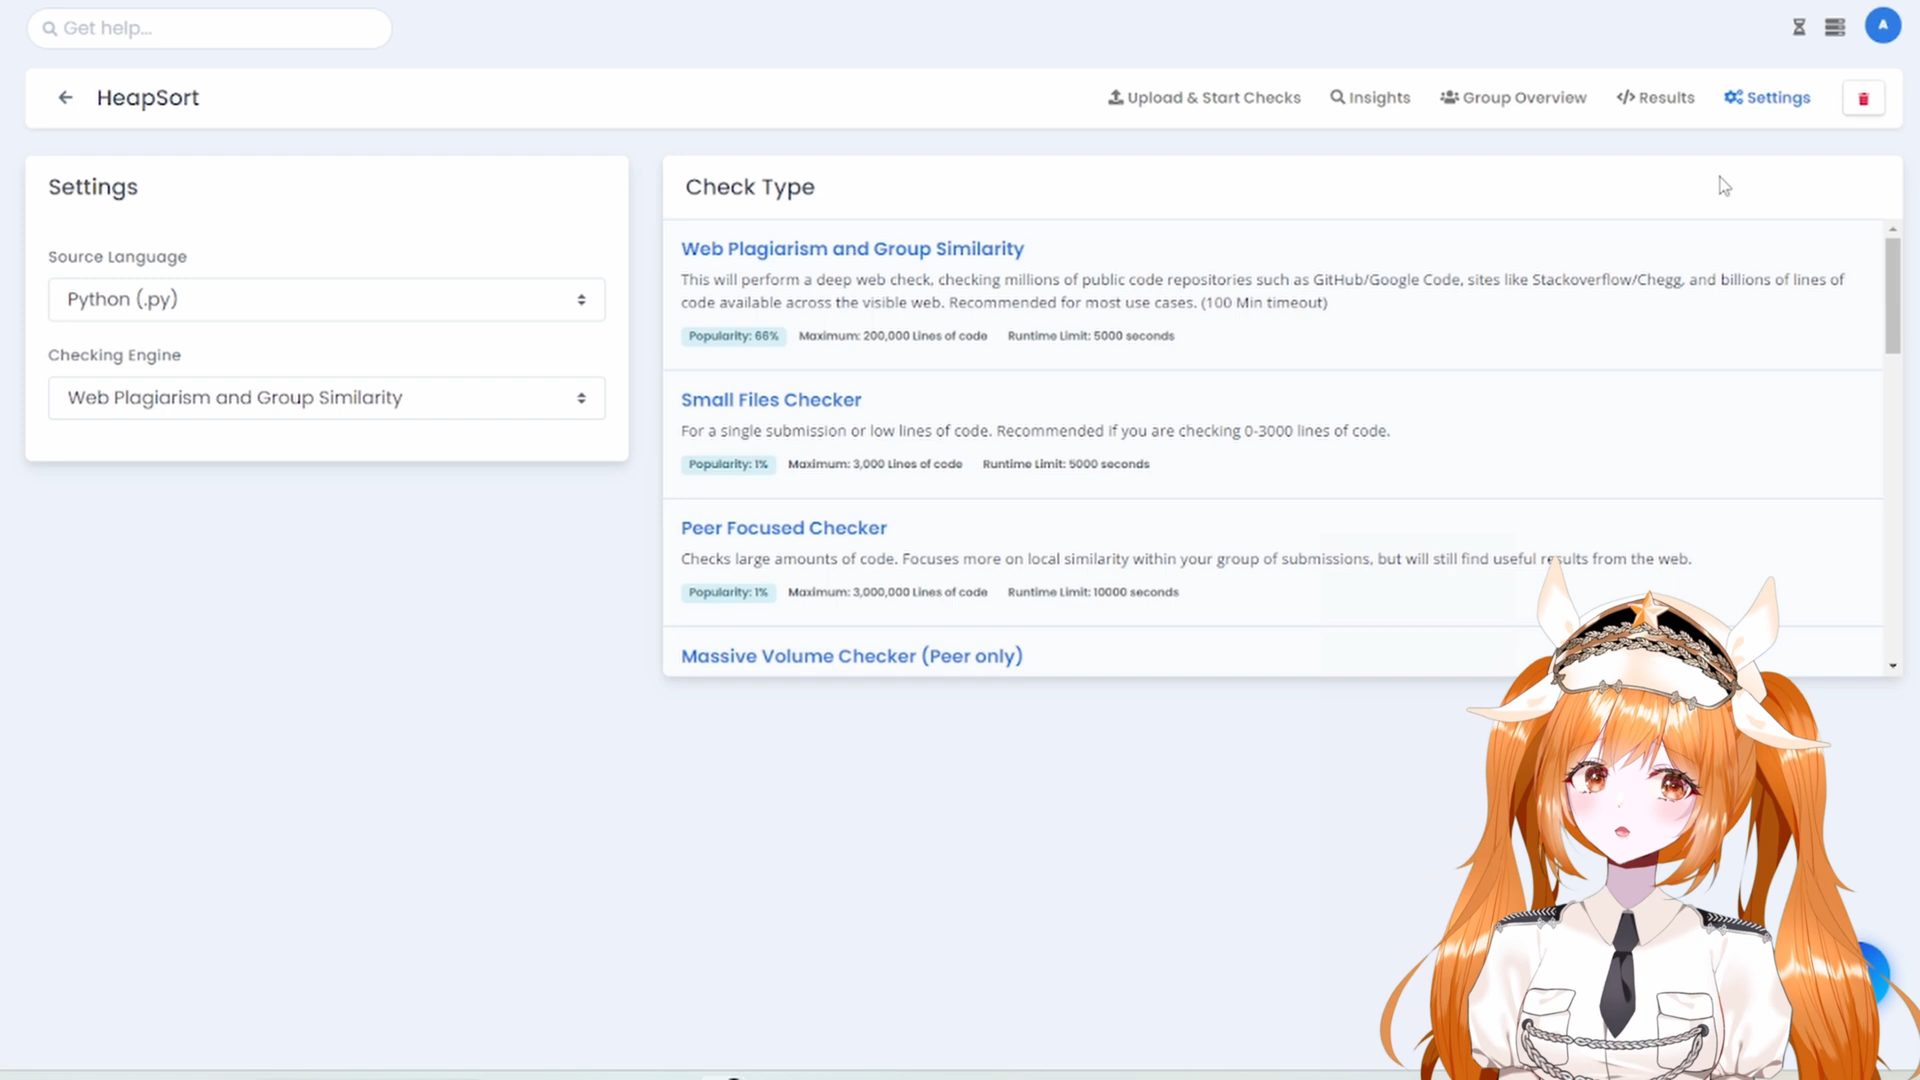 Get help...
A
HeapSort
Upload & Start Checks
Insights
Group Overview
Results
Settings
Settings
Source Language
Python (.py)
Checking Engine
Web Plagiarism and Group Similarity
Check Type
Web Plagiarism and Group Similarity
This will perform a deep web check, checking millions of public code repositories such as GitHub/Google Code, sites like Stackoverflow/Chegg, and billions of lines of
code available across the visible web. Recommended for most use cases. (100 Min timeout)
Popularity: 66% Maximum: 200,000 Lines of code Runtime Limit: 5000 seconds
Small Files Checker
For a single submission or low lines of code. Recommended if you are checking 0-3000 lines of code.
Popularity: 1% Maximum: 3,000 Lines of code Runtime Limit: 5000 seconds
Peer Focused Checker
Checks large amounts of code. Focuses more on local similarity within your group of submissions, but will still find useful results from the web.
Popularity: 1% Maximum: 3,000,000 Lines of code Runtime Limit: 10000 seconds
Massive Volume Checker (Peer only)